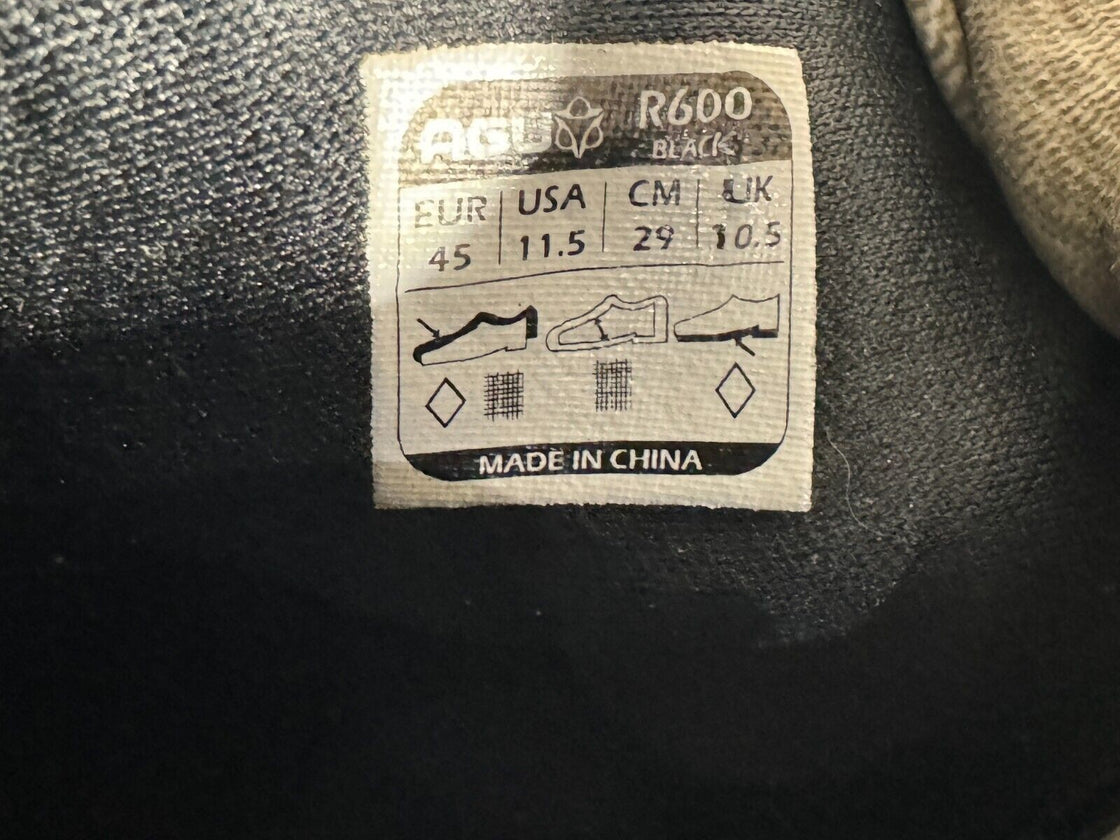 AGU R600
BLACK
EUR USA CM UK
45 11.5 29 10.5
MADE IN CHINA